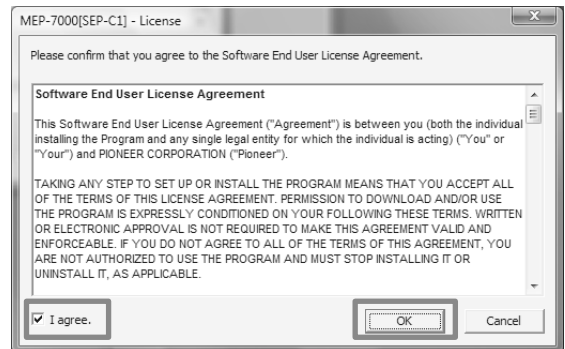 MEP-7000[SEP-C1] - License
Please confirm that you agree to the Software End User License Agreement.
Software End User License Agreement
This Software End User License Agreement ("Agreement") is between you (both the individual
installing the Program and any single legal entity for which the individual is acting) ("You" or
"Your") and PIONEER CORPORATION ("Pioneer").
TAKING ANY STEP TO SET UP OR INSTALL THE PROGRAM MEANS THAT YOU ACCEPT ALL
OF THE TERMS OF THIS LICENSE AGREEMENT. PERMISSION TO DOWNLOAD AND/OR USE
THE PROGRAM IS EXPRESSLY CONDITIONED ON YOUR FOLLOWING THESE TERMS. WRITTEN
OR ELECTRONIC APPROVAL IS NOT REQUIRED TO MAKE THIS AGREEMENT VALID AND
ENFORCEABLE. IF YOU DO NOT AGREE TO ALL OF THE TERMS OF THIS AGREEMENT, YOU
ARE NOT AUTHORIZED TO USE THE PROGRAM AND MUST STOP INSTALLING IT OR
UNINSTALL IT, AS APPLICABLE.
I agree.
OK
Cancel